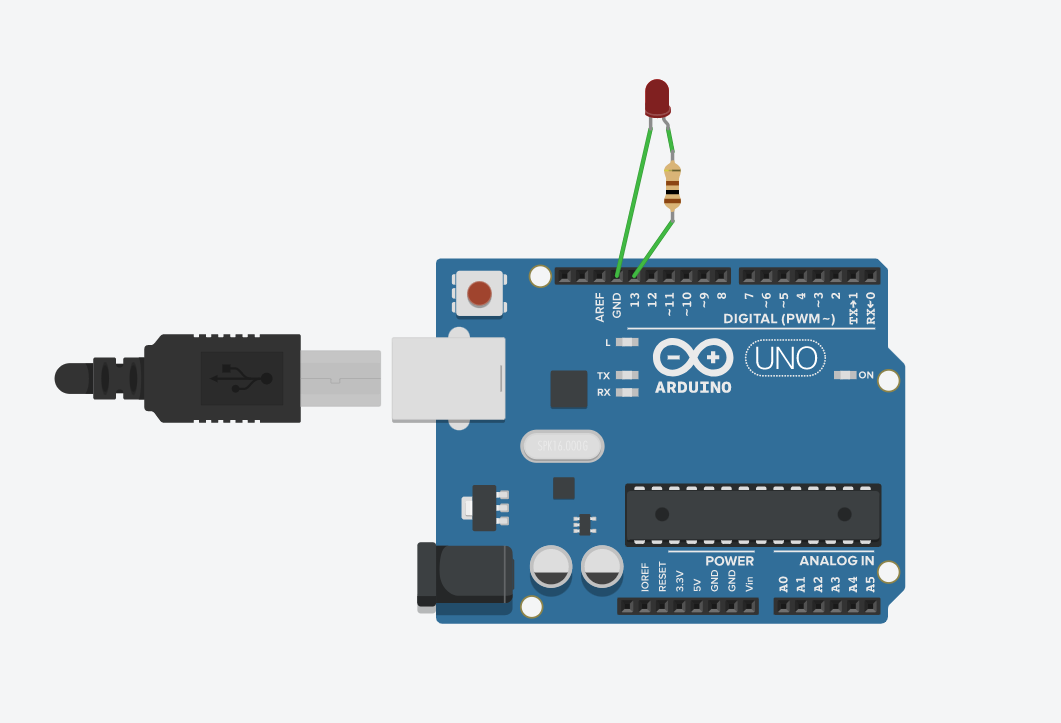 AREF
GND
13
12
~11
~10
~9
8
7
~6
~5
4
~3
2
TX→1
RX←0
DIGITAL (PWM~)
L
TX
RX
ARDUINO
UNO
ON
POWER
ANALOG IN
IOREF
RESET
3.3V
5V
GND
GND
Vin
A0
A1
A2
A3
A4
A5